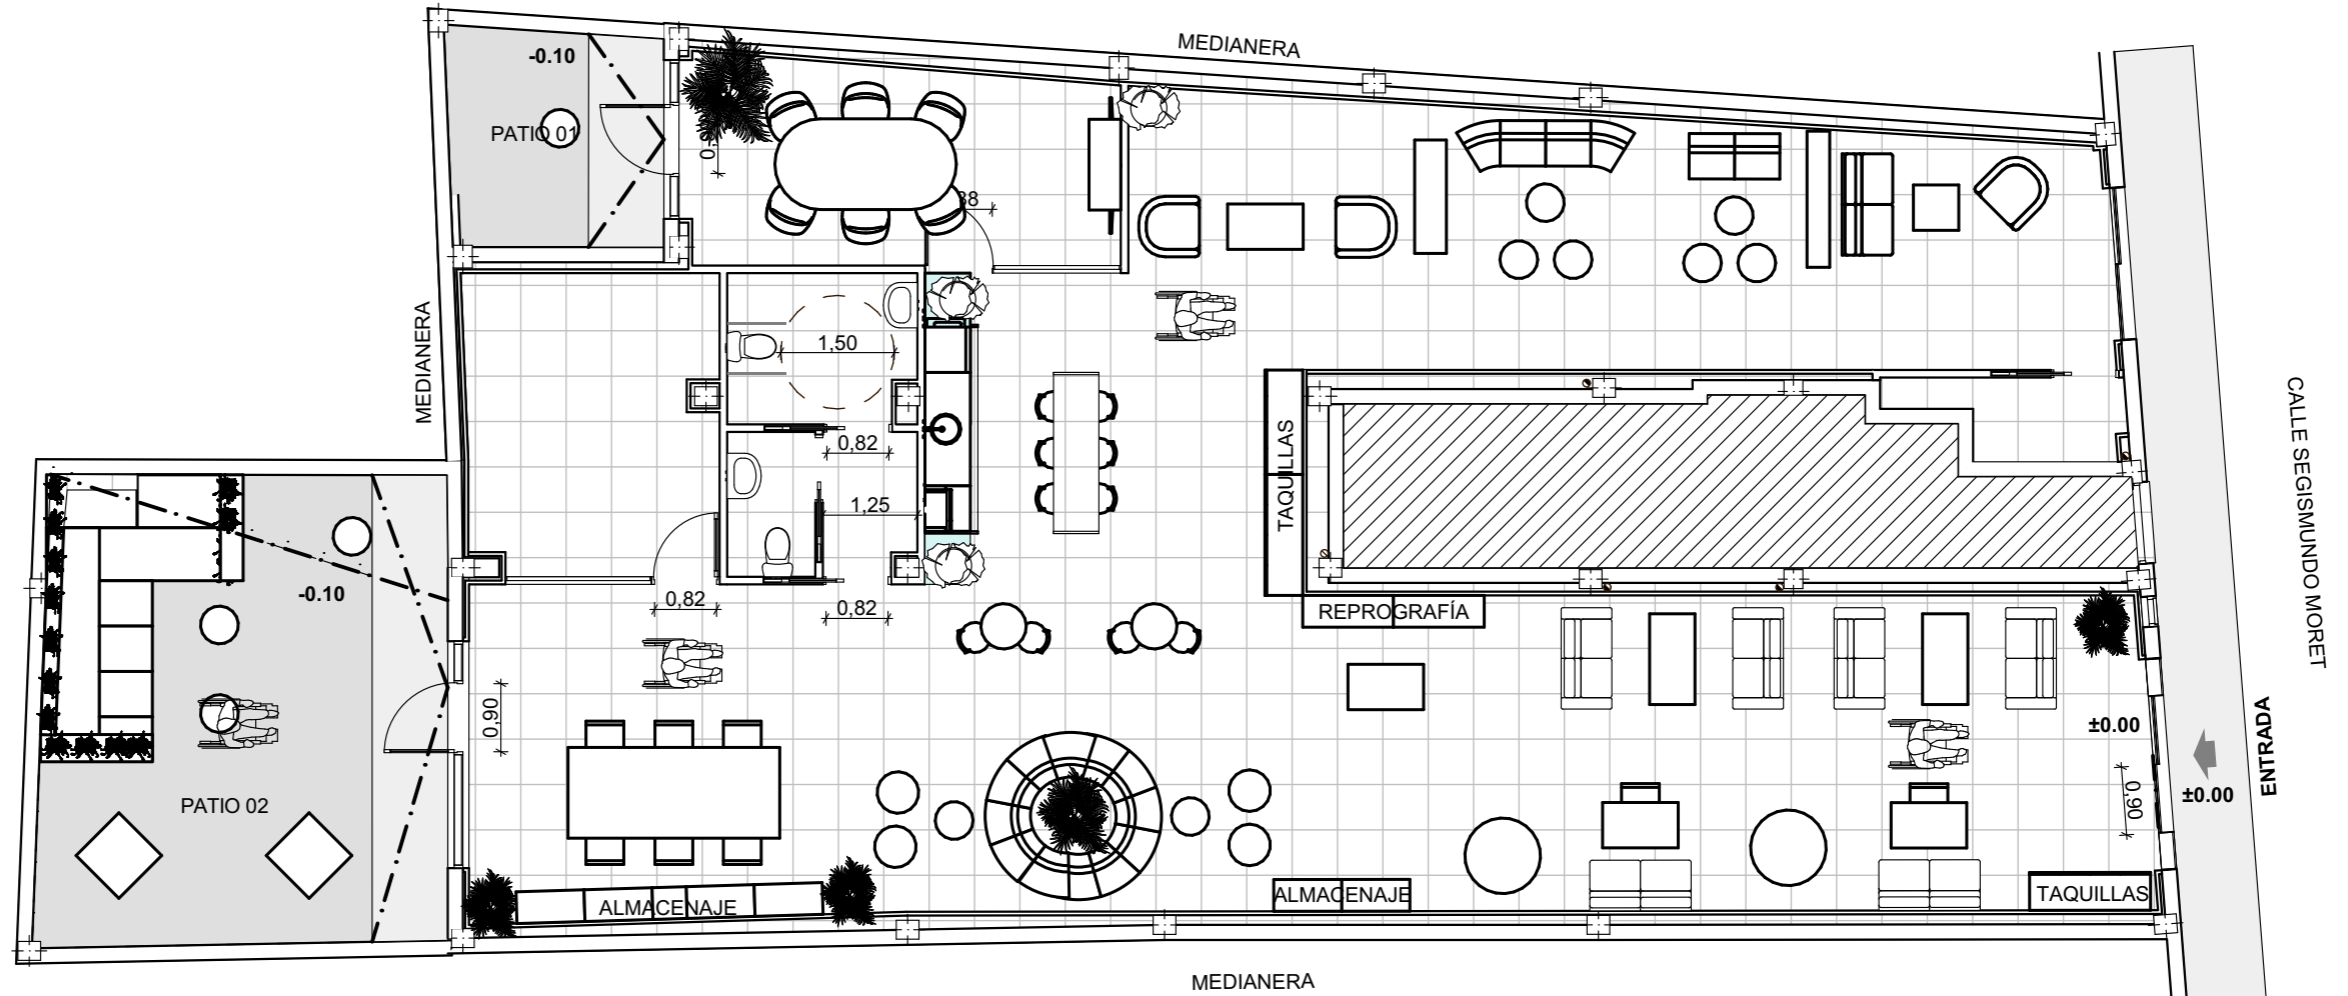 MEDIANERA
-0.10
PATIO 01
MEDIANERA
1,50
0,82
1,25
TAQUILLAS
CALLE SEGISMUNDO MORET
-0.10
0,82
0,82
REPROGRAFÍA
0,90
±0.00
ENTRADA
±0.00
0,90
PATIO 02
ALMACENAJE
ALMACENAJE
TAQUILLAS
MEDIANERA